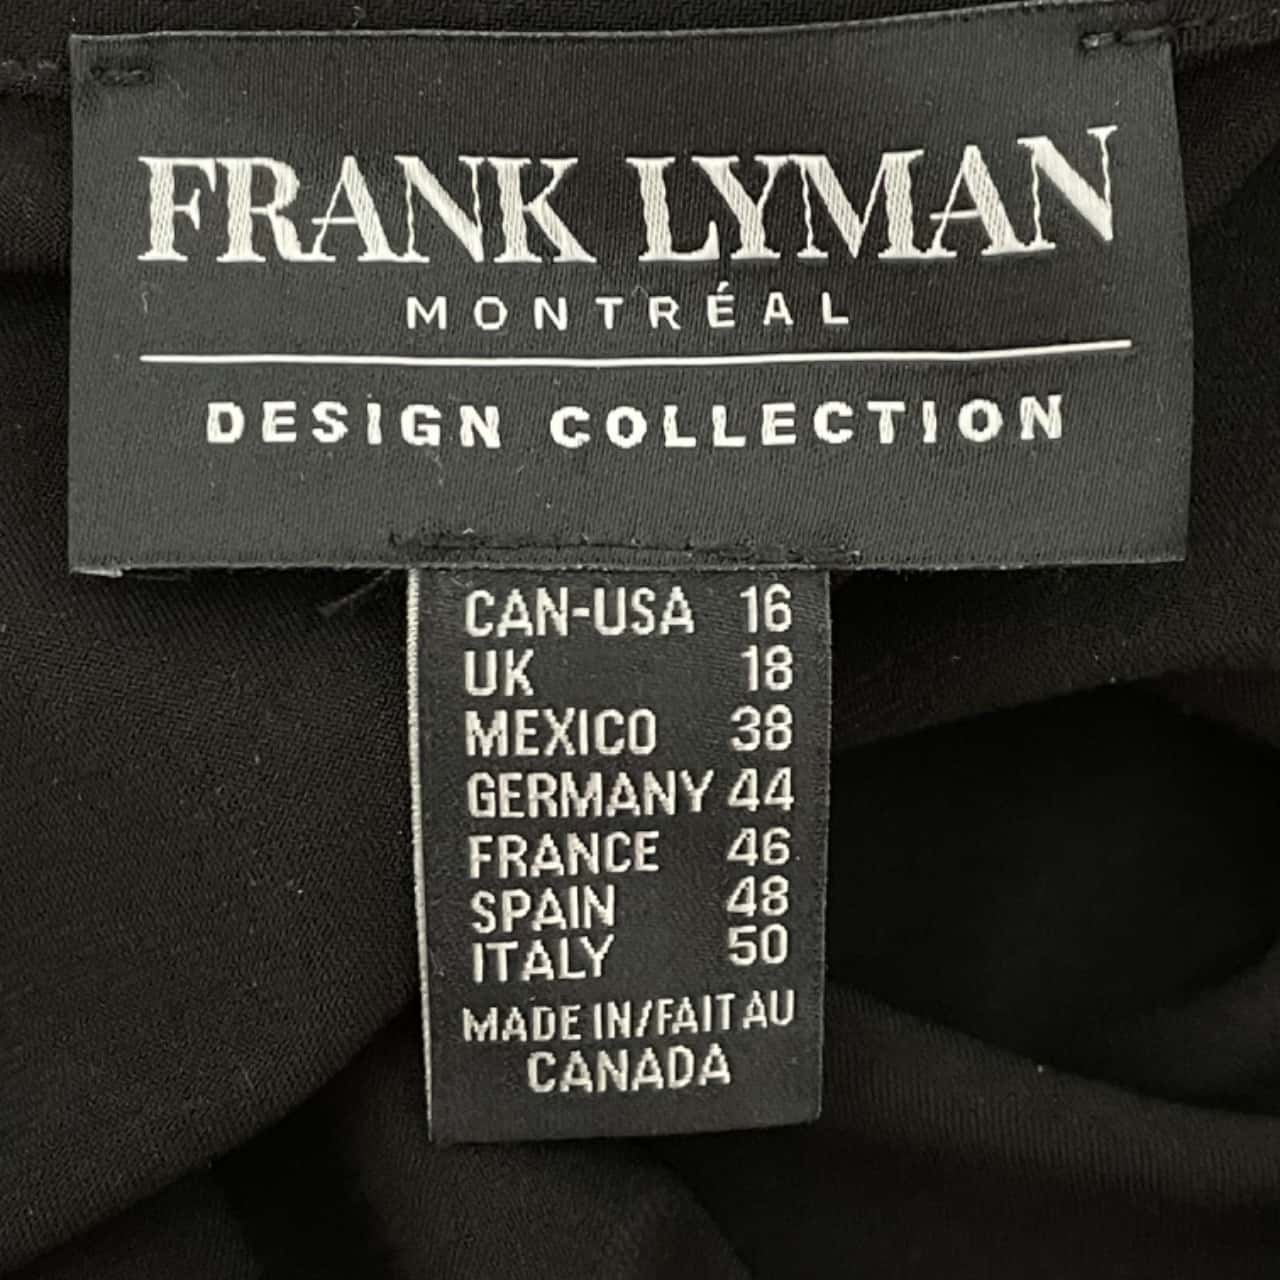 FRANK LYMAN
MONTRÉAL
DESIGN COLLECTION
CAN-USA 16
UK 18
MEXICO 38
GERMANY 44
FRANCE 46
SPAIN 48
ITALY 50
MADE IN/FAIT AU
CANADA